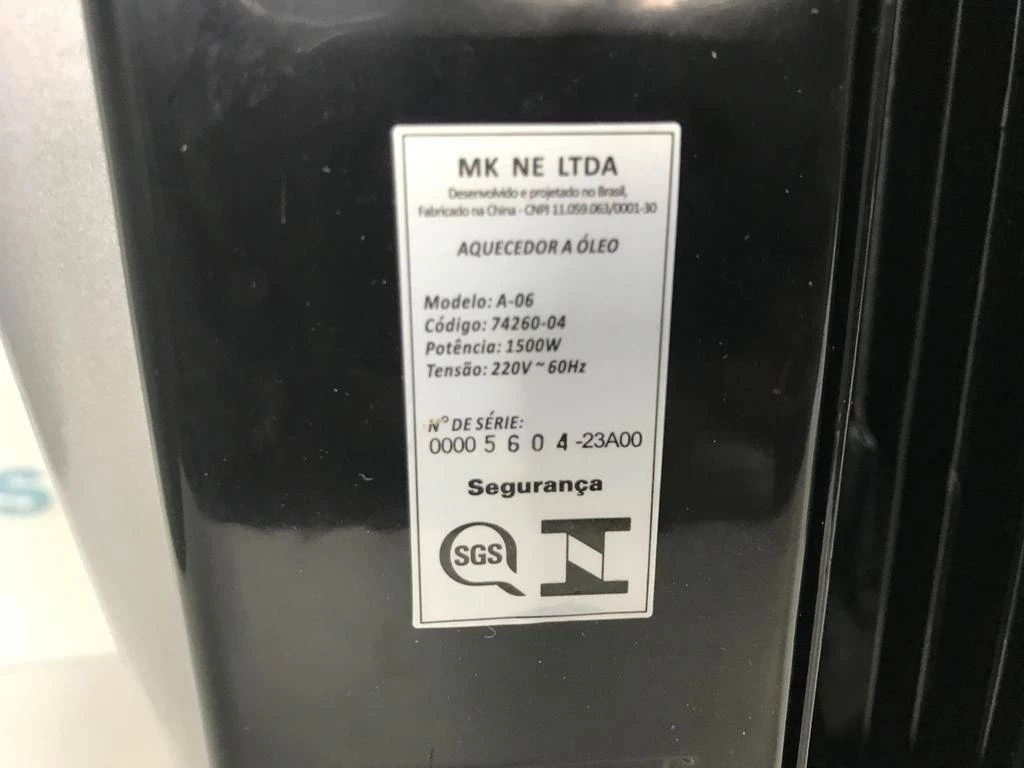 MK NE LTDA
Desenvolvido e projetado no Brasil,
Fabricado na China - CNPJ 11.059.063/0001-30
AQUECEDOR A ÓLEO
Modelo: A-06
Código: 74260-04
Potência: 1500W
Tensão: 220V ~ 60Hz
Nº DE SÉRIE:
0000 5 6 0 4 -23A00
Segurança
SGS
S